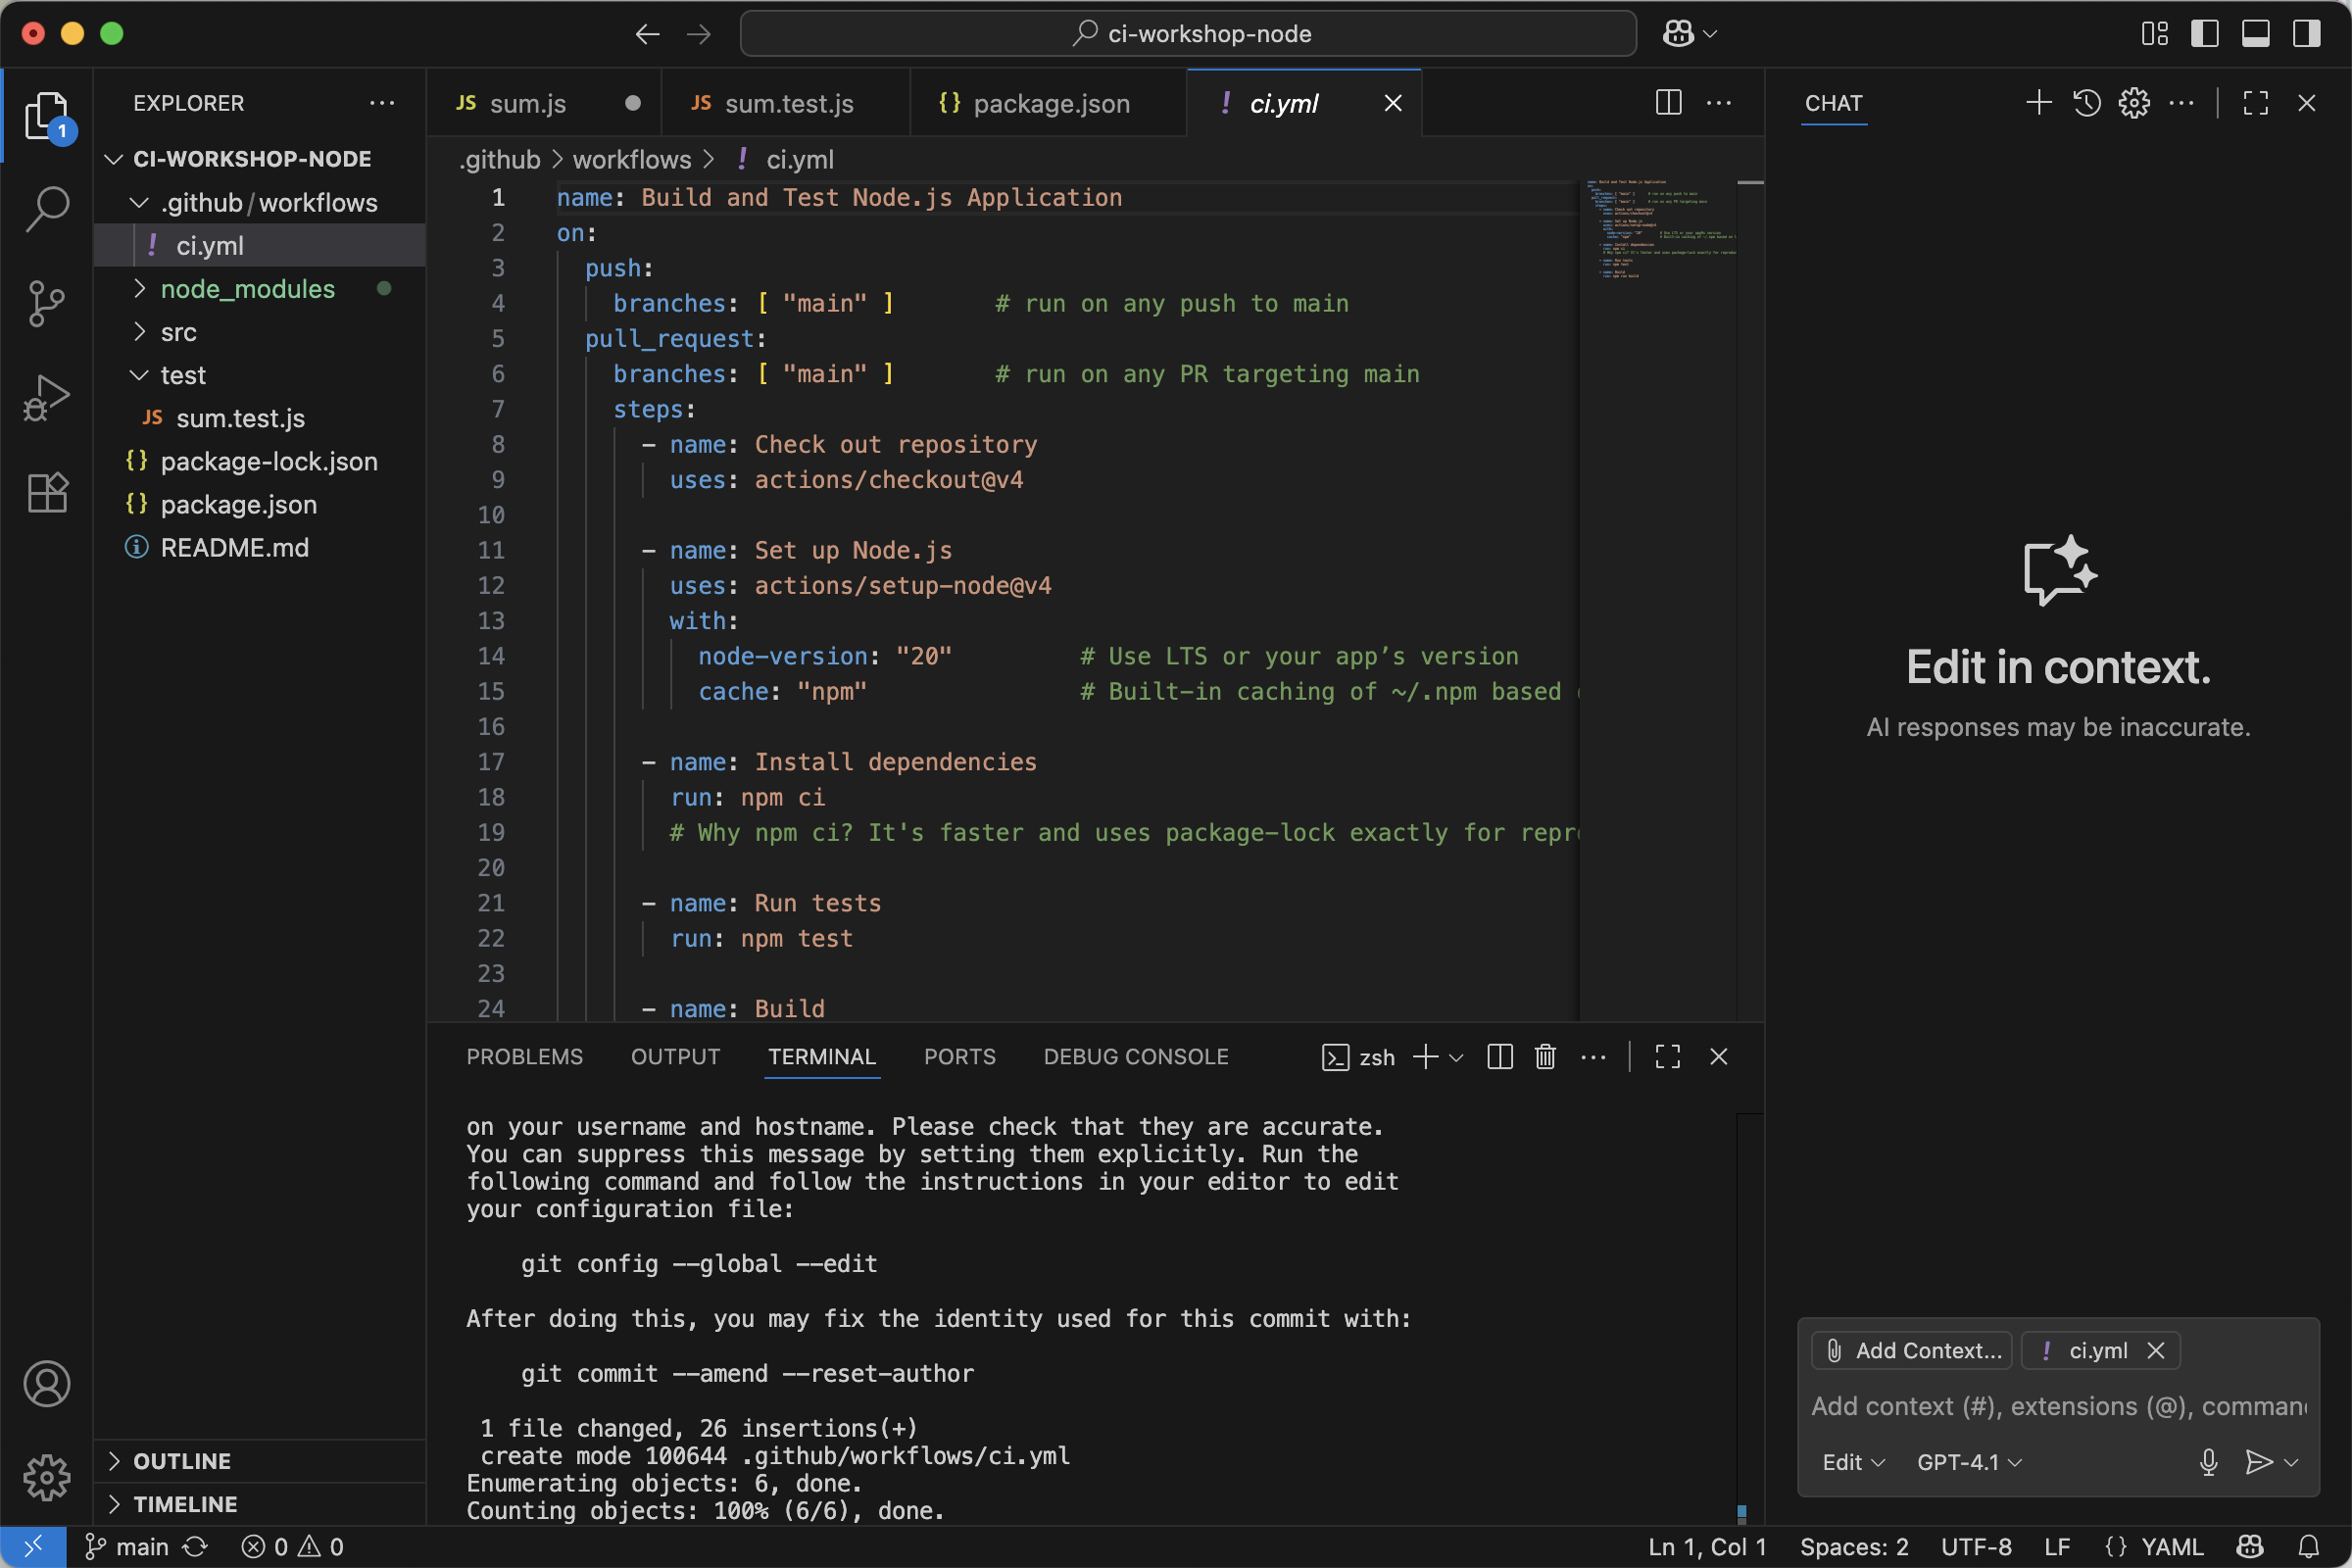 ci-workshop-node
EXPLORER
1
CI-WORKSHOP-NODE
.github/workflows
! ci.yml
node_modules
src
test
JS sum.test.js
{} package-lock.json
{} package.json
README.md
OUTLINE
TIMELINE
JS sum.js
JS sum.test.js
{} package.json
! ci.yml
.github > workflows > ! ci.yml
1 name: Build and Test Node.js Application
2 on:
3 push:
4 branches: [ "main" ] # run on any push to main
5 pull_request:
6 branches: [ "main" ] # run on any PR targeting main
7 steps:
8 - name: Check out repository
9 uses: actions/checkout@v4
10
11 - name: Set up Node.js
12 uses: actions/setup-node@v4
13 with:
14 node-version: "20" # Use LTS or your app’s version
15 cache: "npm" # Built-in caching of ~/.npm based
16
17 - name: Install dependencies
18 run: npm ci
19 # Why npm ci? It's faster and uses package-lock exactly for repr
20
21 - name: Run tests
22 run: npm test
23
24 - name: Build
PROBLEMS OUTPUT TERMINAL PORTS DEBUG CONSOLE
zsh
on your username and hostname. Please check that they are accurate.
You can suppress this message by setting them explicitly. Run the
following command and follow the instructions in your editor to edit
your configuration file:
git config --global --edit
After doing this, you may fix the identity used for this commit with:
git commit --amend --reset-author
1 file changed, 26 insertions(+)
create mode 100644 .github/workflows/ci.yml
Enumerating objects: 6, done.
Counting objects: 100% (6/6), done.
CHAT
Edit in context.
AI responses may be inaccurate.
Add Context...
! ci.yml
Add context (#), extensions (@), comman
Edit
GPT-4.1
main
0
0
Ln 1, Col 1
Spaces: 2
UTF-8
LF
{} YAML